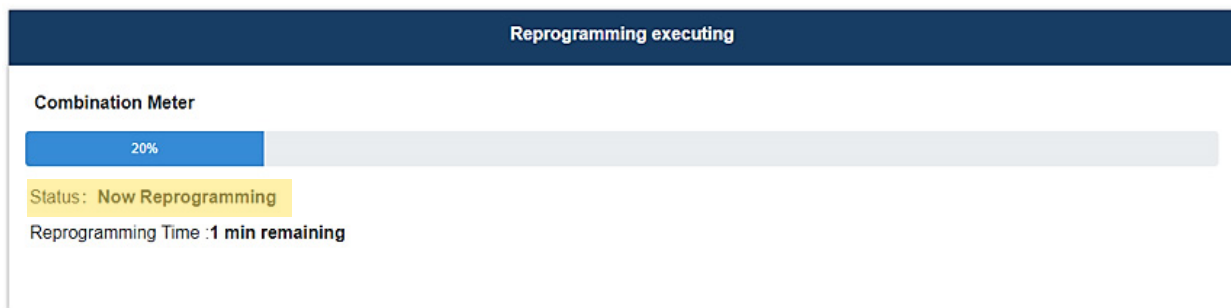 Reprogramming executing
Combination Meter
20%
Status: Now Reprogramming
Reprogramming Time :1 min remaining